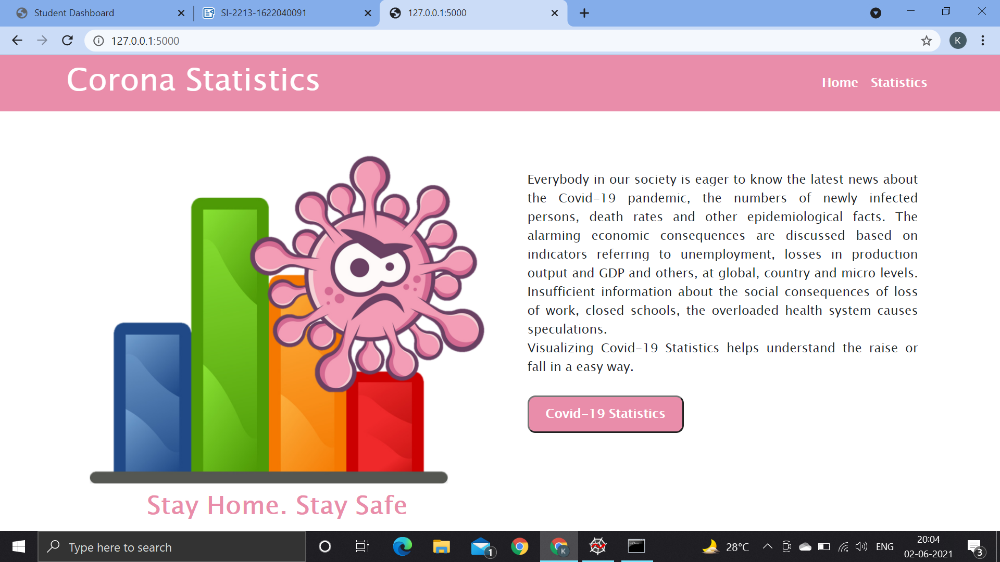 Student Dashboard
SI-2213-1622040091
127.0.0.1:5000
127.0.0.1:5000
K
Corona Statistics
Home Statistics
Everybody in our society is eager to know the latest news about
the Covid-19 pandemic, the numbers of newly infected
persons, death rates and other epidemiological facts. The
alarming economic consequences are discussed based on
indicators referring to unemployment, losses in production
output and GDP and others, at global, country and micro levels.
Insufficient information about the social consequences of loss
of work, closed schools, the overloaded health system causes
speculations.
Visualizing Covid-19 Statistics helps understand the raise or
fall in a easy way.
Covid-19 Statistics
Stay Home. Stay Safe
Type here to search
1
K
28°C
ENG
20:04
02-06-2021
3